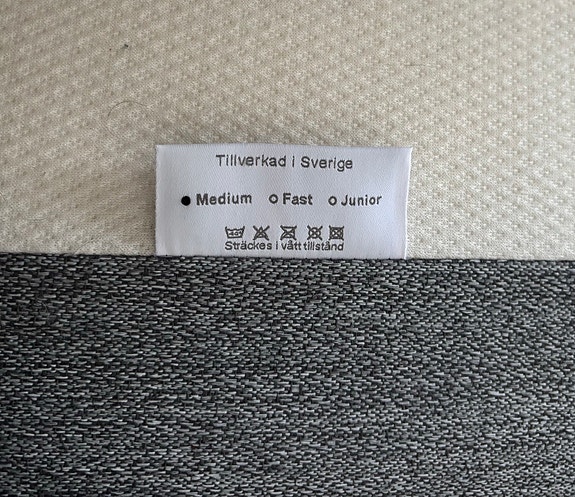 Tillverkad i Sverige
● Medium ○ Fast ○ Junior
Sträckes i vått tillstånd